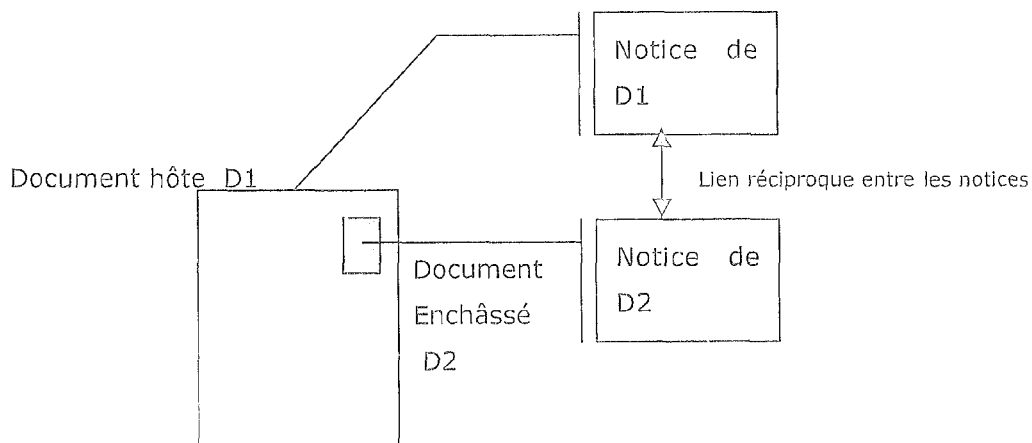 Notice de
D1
Document hôte D1
Lien réciproque entre les notices
Document
Enchâssé
D2
Notice de
D2